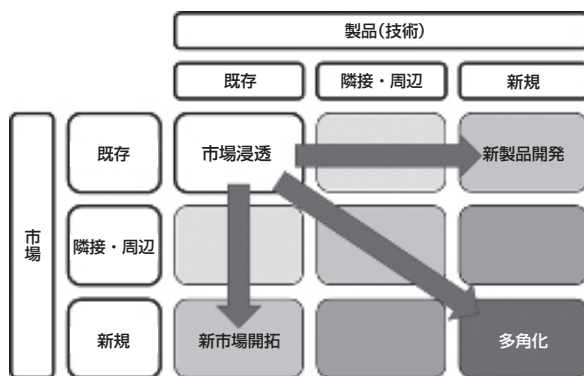 製品(技術)
既存
隣接・周辺
新規
市場
既存
市場浸透
新製品開発
隣接・周辺
新規
新市場開拓
多角化